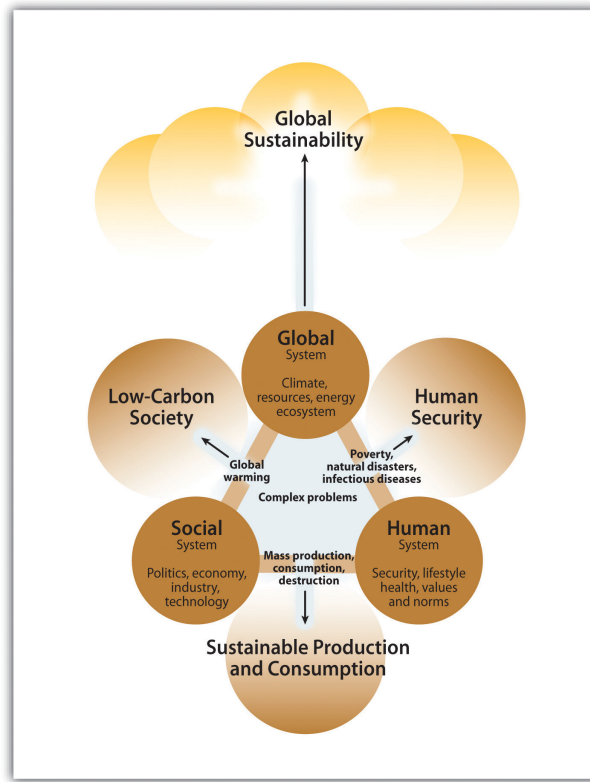 Global
Sustainability
Global
System
Climate,
resources, energy
ecosystem
Low-Carbon
Society
Human
Security
Global
warming
Poverty,
natural disasters,
infectious diseases
Complex problems
Social
System
Politics, economy,
industry,
technology
Mass production,
consumption,
destruction
Human
System
Security, lifestyle
health, values
and norms
Sustainable Production
and Consumption